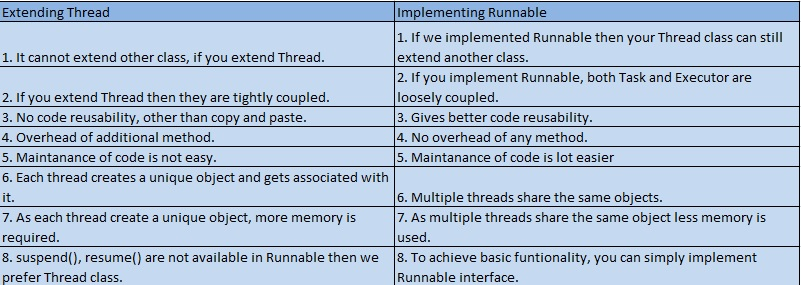 Extending Thread
Implementing Runnable
1. It cannot extend other class, if you extend Thread.
1. If we implemented Runnable then your Thread class can still
extend another class.
2. If you extend Thread then they are tightly coupled.
2. If you implement Runnable, both Task and Executor are
loosely coupled.
3. No code reusability, other than copy and paste.
3. Gives better code reusability.
4. Overhead of additional method.
4. No overhead of any method.
5. Maintanance of code is not easy.
5. Maintanance of code is lot easier
6. Each thread creates a unique object and gets associated with
it.
6. Multiple threads share the same objects.
7. As each thread create a unique object, more memory is
required.
7. As multiple threads share the same object less memory is
used.
8. suspend(), resume() are not available in Runnable then we
prefer Thread class.
8. To achieve basic funtionality, you can simply implement
Runnable interface.